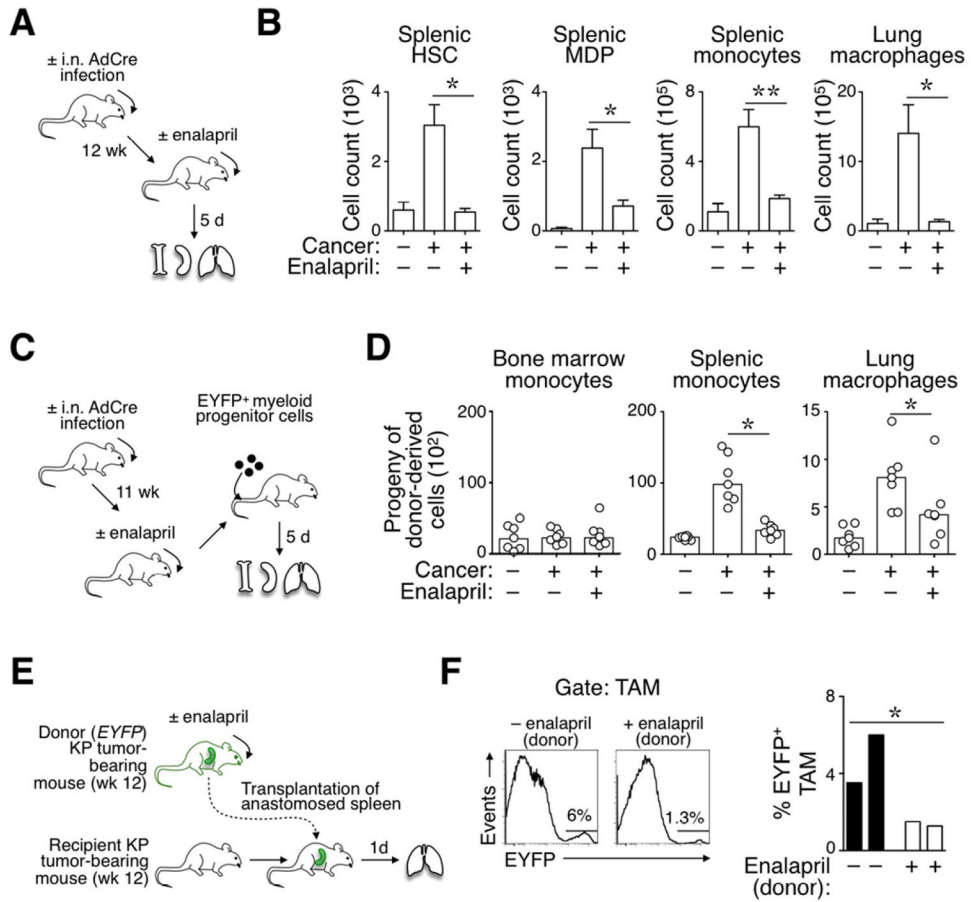 A
± i.n. AdCre
infection
12 wk
± enalapril
5 d
B
Splenic
HSC
Cell count (10³)
4
2
0
*
Splenic
MDP
Cell count (10³)
4
2
0
*
Splenic
monocytes
Cell count (10⁵)
8
4
0
**
Lung
macrophages
Cell count (10⁵)
20
10
0
*
Cancer: – + + – + + – + + – + +
Enalapril: – – + – – + – – + – – +
C
± i.n. AdCre
infection
11 wk
± enalapril
EYFP⁺ myeloid
progenitor cells
5 d
D
Progeny of
donor-derived
cells (10²)
Bone marrow
monocytes
200
100
0
Splenic
monocytes
200
100
0
*
Lung
macrophages
15
10
5
0
*
Cancer: – + + – + + – + +
Enalapril: – – + – – + – – +
E
Donor (EYFP)
KP tumor-
bearing
mouse (wk 12)
± enalapril
Transplantation of
anastomosed spleen
Recipient KP
tumor-bearing
mouse (wk 12)
1d
F
Gate: TAM
– enalapril
(donor)
+ enalapril
(donor)
Events
6%
1.3%
EYFP
% EYFP⁺
TAM
8
4
0
*
Enalapril – – + +
(donor):